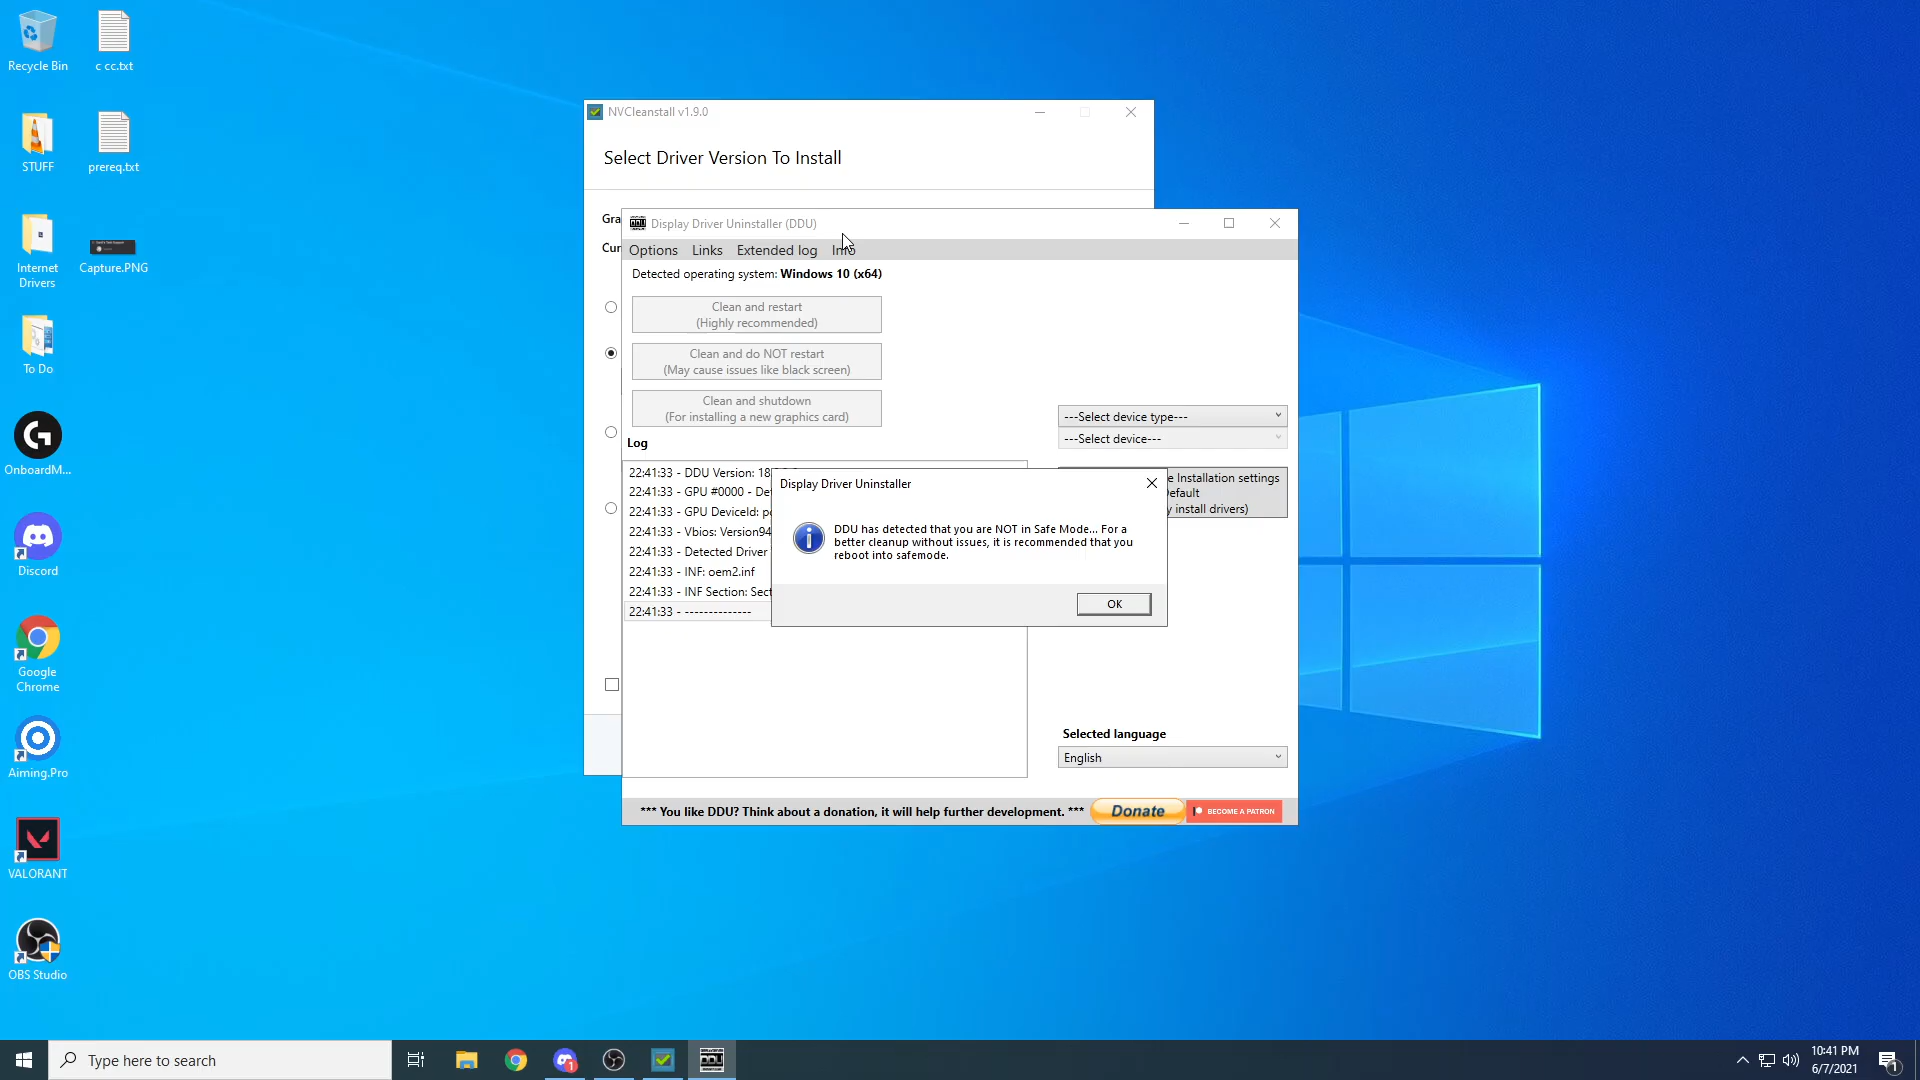 Recycle Bin
c cc.txt
STUFF
prereq.txt
Internet
Drivers
Capture.PNG
To Do
OnboardM...
Discord
Google
Chrome
Aiming.Pro
VALORANT
OBS Studio
NVCleanstall v1.9.0
Select Driver Version To Install
Display Driver Uninstaller (DDU)
Options Links Extended log Info
Detected operating system: Windows 10 (x64)
Clean and restart
(Highly recommended)
Clean and do NOT restart
(May cause issues like black screen)
Clean and shutdown
(For installing a new graphics card)
---Select device type---
---Select device---
Log
22:41:33 - DDU Version: 18
22:41:33 - GPU #0000 - De
22:41:33 - GPU DeviceId: p
22:41:33 - Vbios: Version94
22:41:33 - Detected Driver
22:41:33 - INF: oem2.inf
22:41:33 - INF Section: Sect
22:41:33 - --------------
e Installation settings
efault
y install drivers)
Display Driver Uninstaller
DDU has detected that you are NOT in Safe Mode... For a
better cleanup without issues, it is recommended that you
reboot into safemode.
OK
Selected language
English
*** You like DDU? Think about a donation, it will help further development. ***
Donate
BECOME A PATRON
Type here to search
DDU
1
10:41 PM
6/7/2021
1